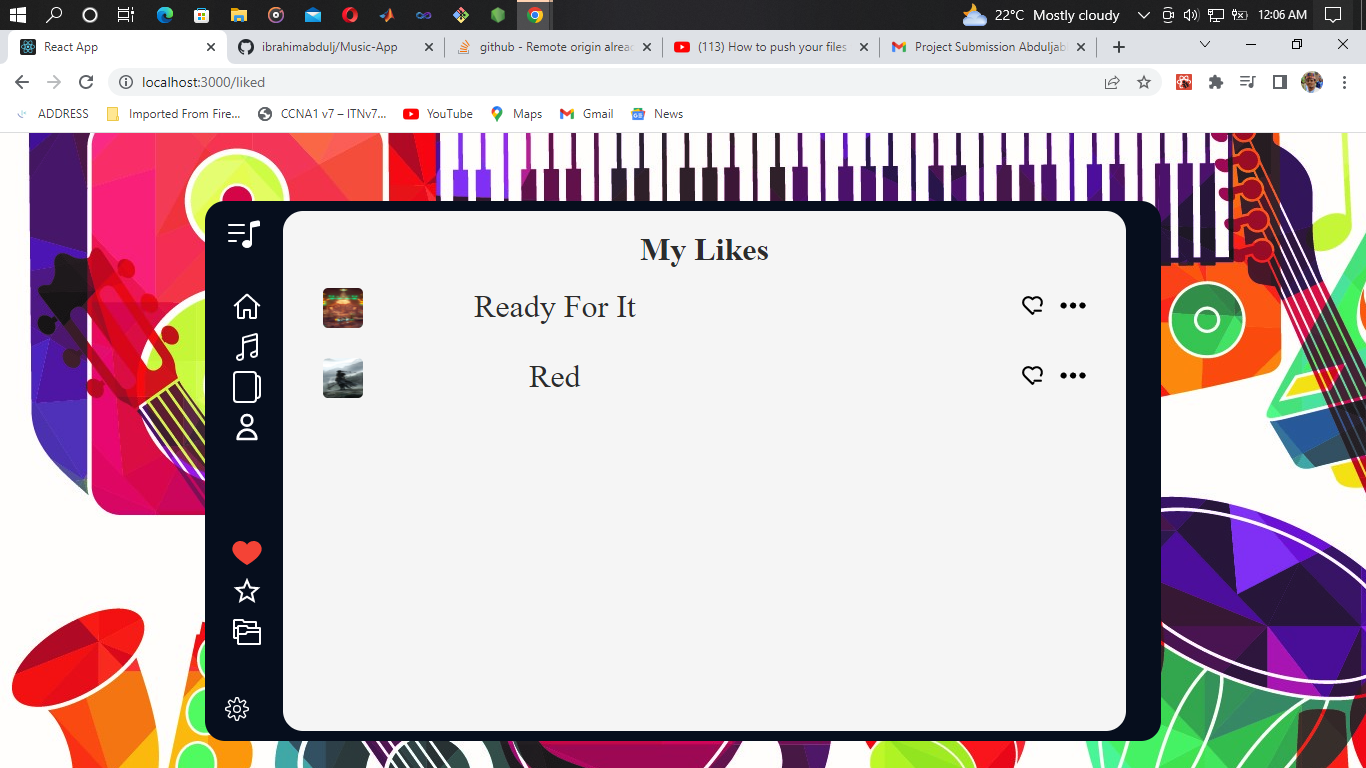 22°C Mostly cloudy
12:06 AM
React App
ibrahimabdulj/Music-App
github - Remote origin alread
(113) How to push your files
Project Submission Abduljabl
localhost:3000/liked
ADDRESS
Imported From Fire...
CCNA1 v7 – ITNv7...
YouTube
Maps
Gmail
News
My Likes
Ready For It
Red